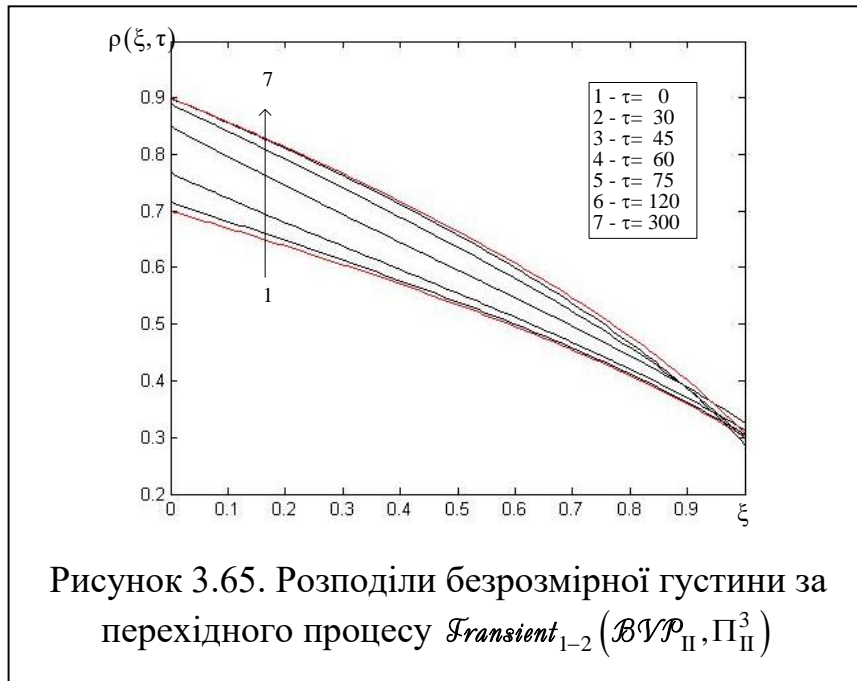 ρ(ξ,τ)
0.9
0.8
0.7
0.6
0.5
0.4
0.3
0.2
7
1
1 - τ= 0
2 - τ= 30
3 - τ= 45
4 - τ= 60
5 - τ= 75
6 - τ= 120
7 - τ= 300
0 0.1 0.2 0.3 0.4 0.5 0.6 0.7 0.8 0.9 ξ
Рисунок 3.65. Розподіли безрозмірної густини за
перехідного процесу 𝒯ransient₁₋₂(ℬ𝒱𝒫_II, Π³_II)